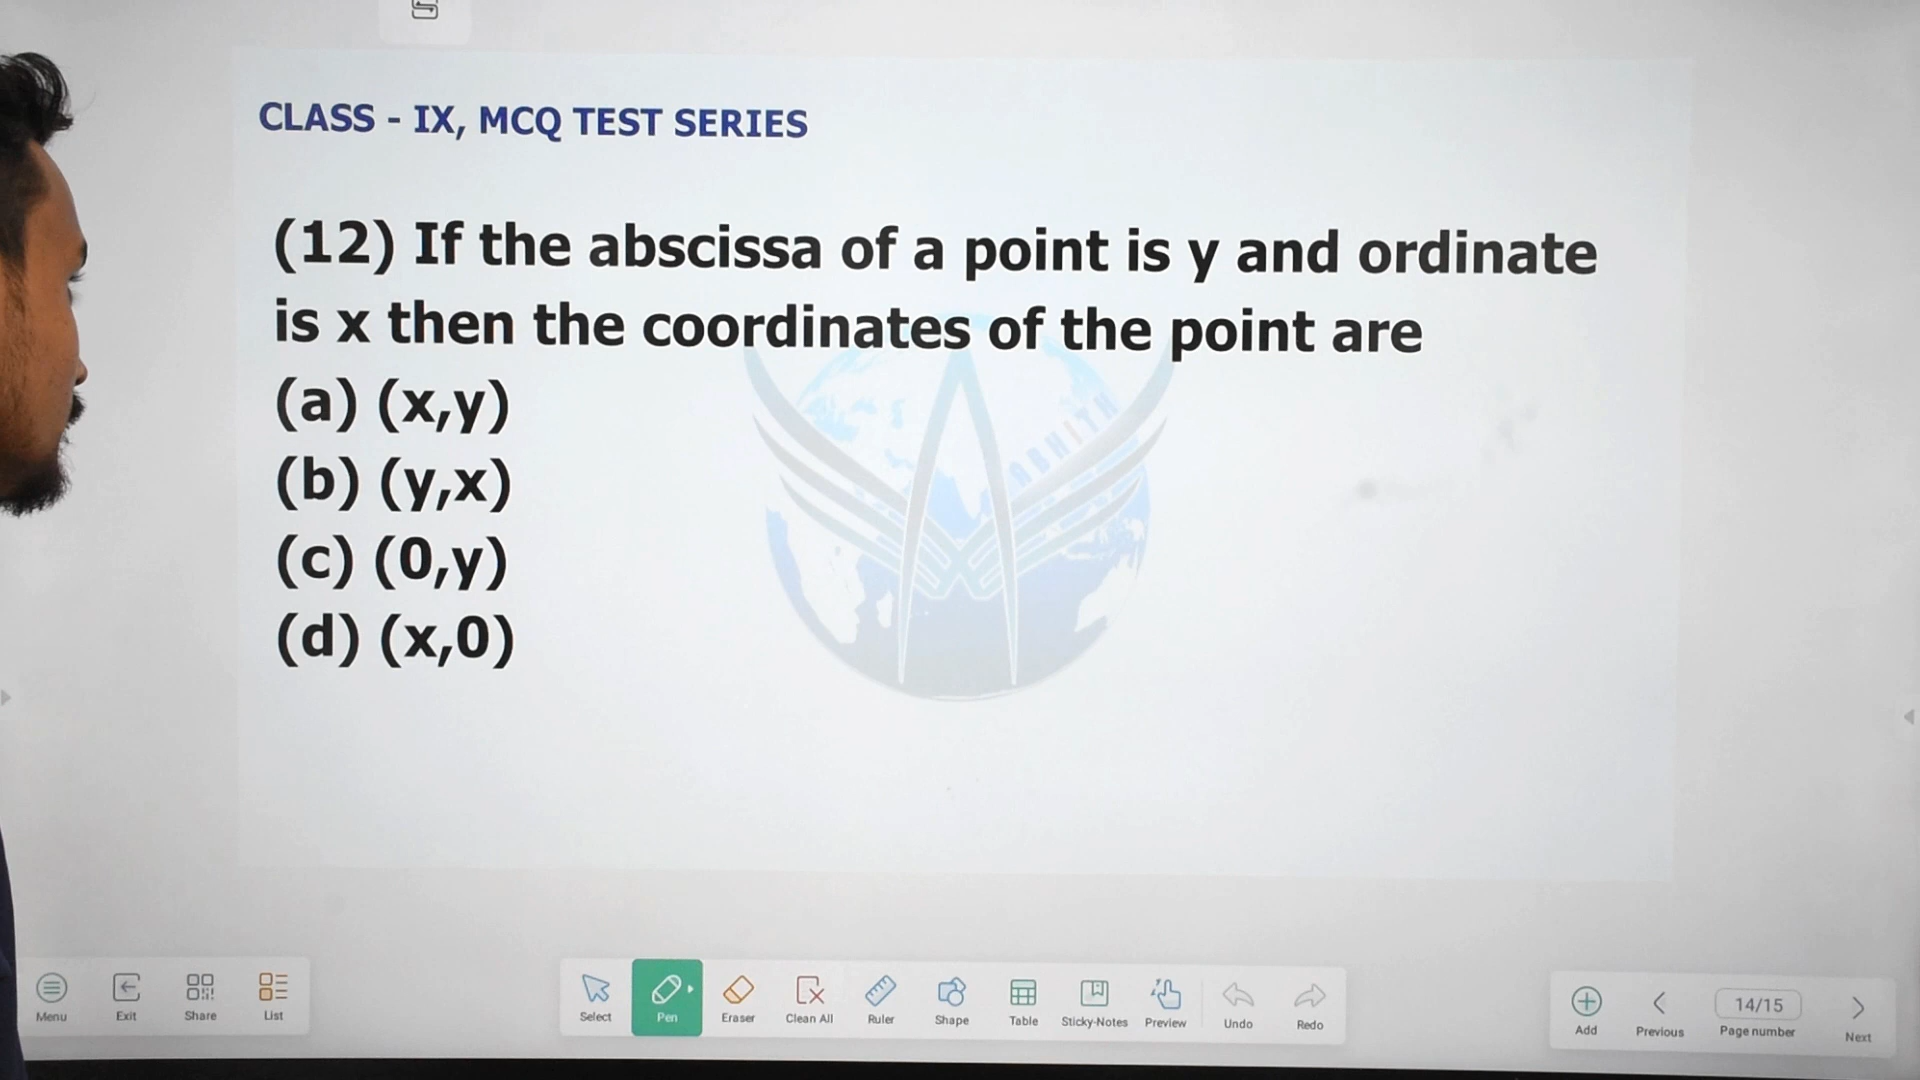 CLASS - IX, MCQ TEST SERIES
(12) If the abscissa of a point is y and ordinate
is x then the coordinates of the point are
(a) (x,y)
(b) (y,x)
(c) (0,y)
(d) (x,0)
Menu Exit Share List Select Pen Eraser Clean All Ruler Shape Table Sticky-Notes Preview Undo Redo Add Previous 14/15 Page number Next